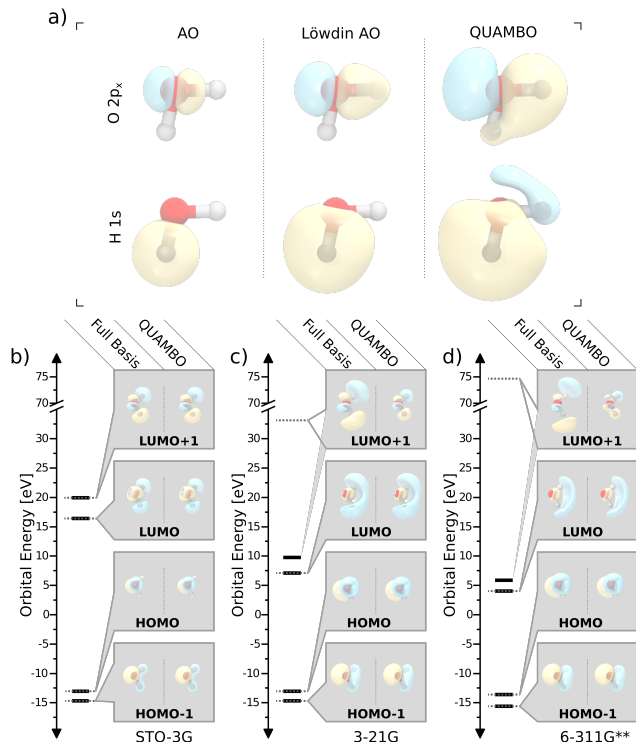 a)
AO
Löwdin AO
QUAMBO
O 2pₓ
H 1s
b)
Full Basis
QUAMBO
c)
Full Basis
QUAMBO
d)
Full Basis
QUAMBO
Orbital Energy [eV]
75
70
30
25
20
15
10
5
0
-5
-10
-15
LUMO+1
LUMO
HOMO
HOMO-1
STO-3G
Orbital Energy [eV]
75
70
30
25
20
15
10
5
0
-5
-10
-15
LUMO+1
LUMO
HOMO
HOMO-1
3-21G
Orbital Energy [eV]
75
70
30
25
20
15
10
5
0
-5
-10
-15
LUMO+1
LUMO
HOMO
HOMO-1
6-311G**